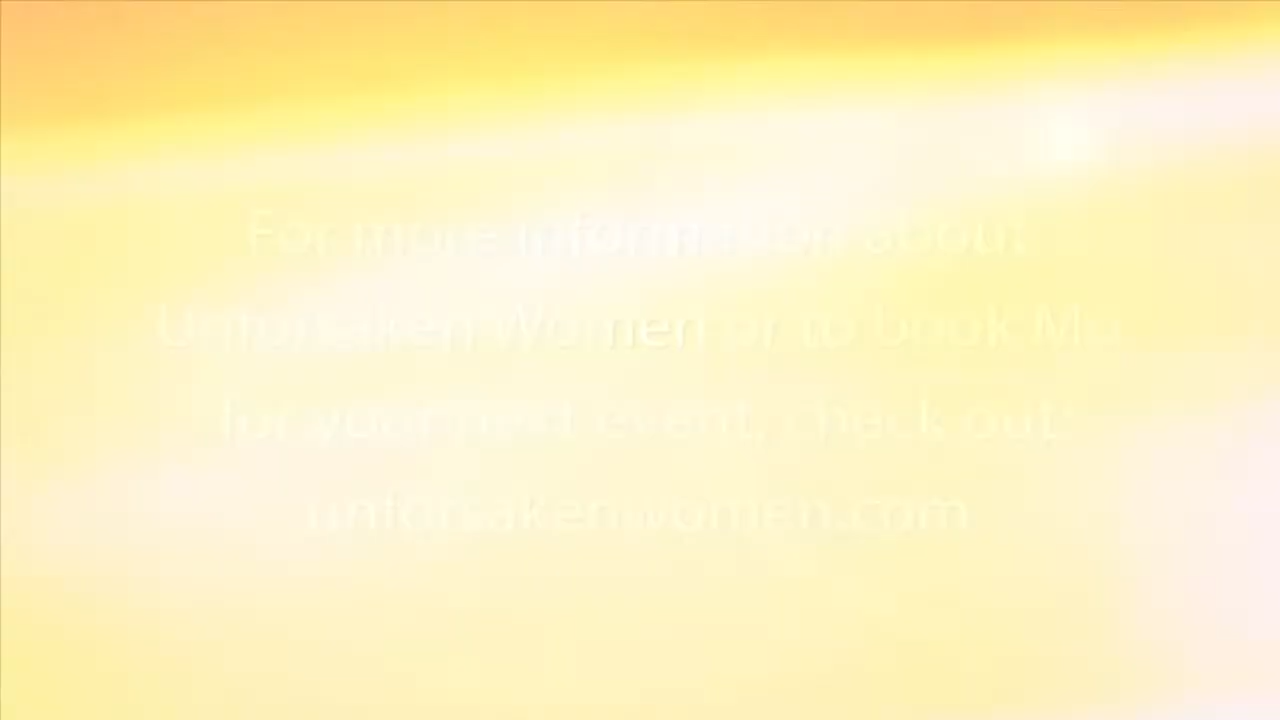 For more information about
Unforsaken Women or to book
for your next event, check out:
unforsakenwomen.com